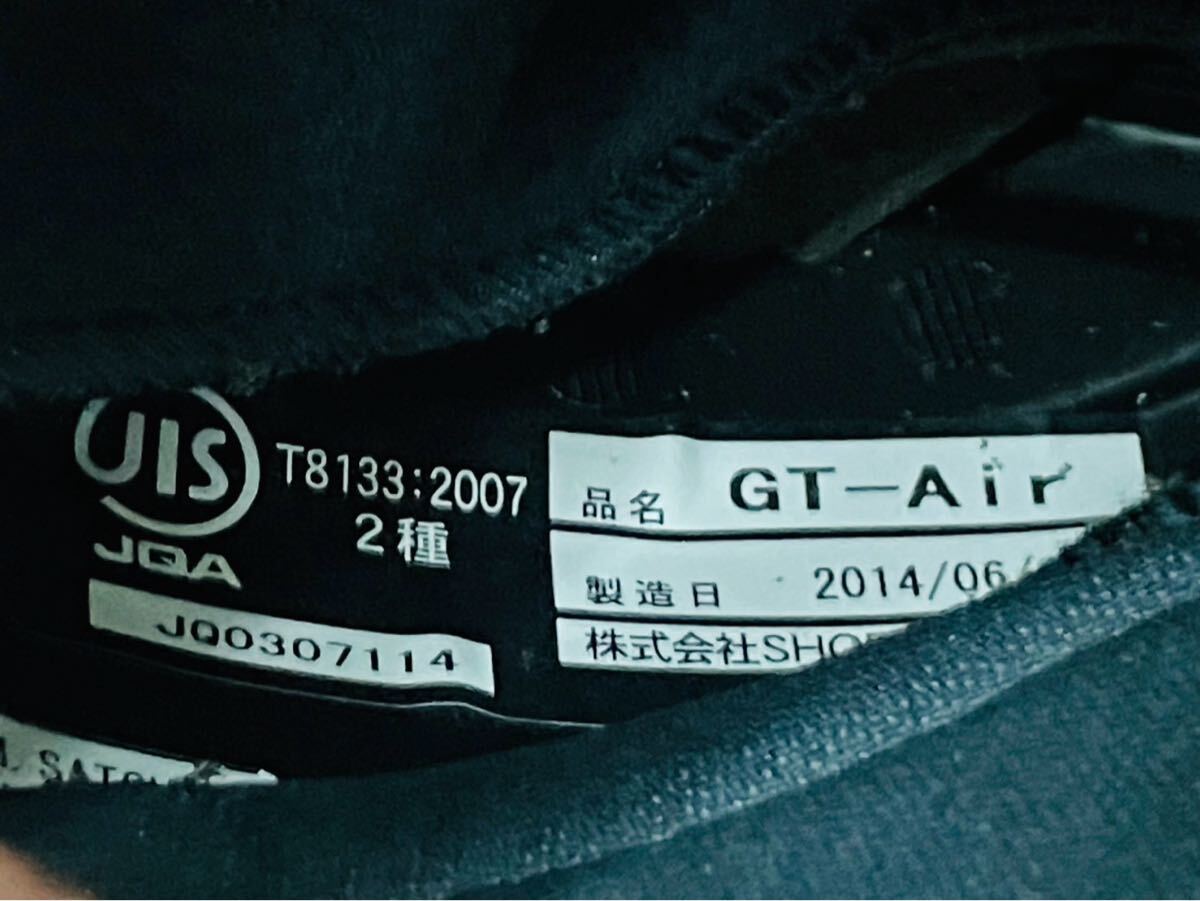 JIS
T8133:2007
2種
JQA
JQ0307114
品名 GT-Air
製造日 2014/06/
株式会社SHOE